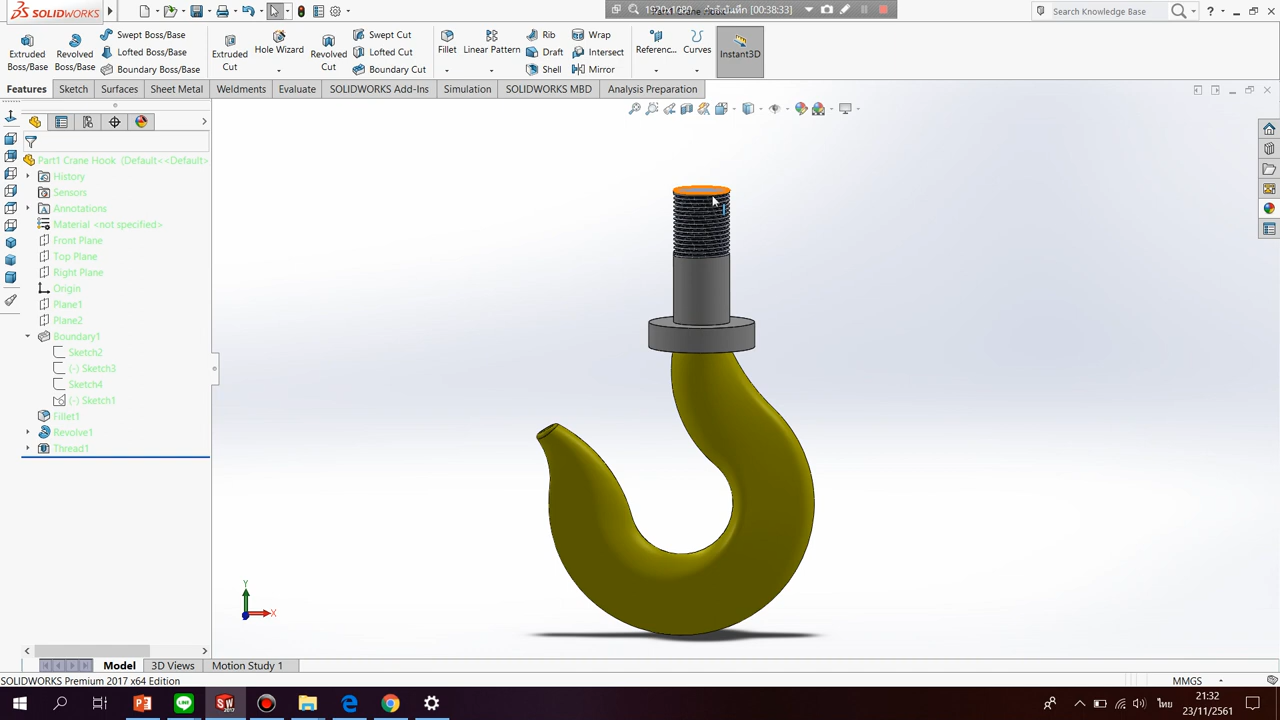 SOLIDWORKS
1920x1080
[00:38:33]
Search Knowledge Base
Extruded Boss/Base
Revolved Boss/Base
Swept Boss/Base
Lofted Boss/Base
Boundary Boss/Base
Extruded Cut
Hole Wizard
Revolved Cut
Swept Cut
Lofted Cut
Boundary Cut
Fillet
Linear Pattern
Rib
Draft
Shell
Wrap
Intersect
Mirror
Referenc...
Curves
Instant3D
Features
Sketch
Surfaces
Sheet Metal
Weldments
Evaluate
SOLIDWORKS Add-Ins
Simulation
SOLIDWORKS MBD
Analysis Preparation
Part1 Crane Hook (Default<<Default>
History
Sensors
Annotations
Material <not specified>
Front Plane
Top Plane
Right Plane
Origin
Plane1
Plane2
Boundary1
Sketch2
(-) Sketch3
Sketch4
(-) Sketch1
Fillet1
Revolve1
Thread1
Y
X
Model
3D Views
Motion Study 1
SOLIDWORKS Premium 2017 x64 Edition
MMGS
ไทย
21:32
23/11/2561